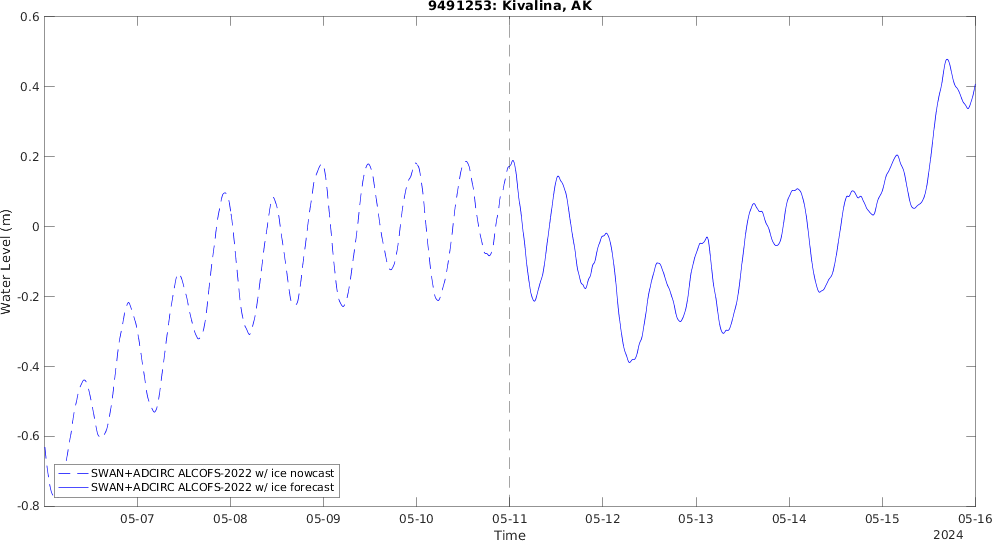 9491253: Kivalina, AK
0.6
0.4
0.2
0
-0.2
-0.4
-0.6
-0.8
Water Level (m)
SWAN+ADCIRC ALCOFS-2022 w/ ice nowcast
SWAN+ADCIRC ALCOFS-2022 w/ ice forecast
05-07 05-08 05-09 05-10 05-11 05-12 05-13 05-14 05-15 05-16
Time
2024